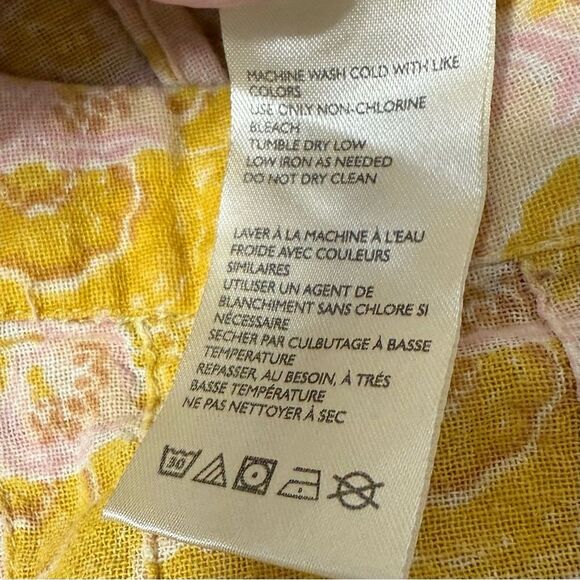 MACHINE WASH COLD WITH LIKE
COLORS
USE ONLY NON-CHLORINE
BLEACH
TUMBLE DRY LOW
LOW IRON AS NEEDED
DO NOT DRY CLEAN
LAVER À LA MACHINE À L'EAU
FROIDE AVEC COULEURS
SIMILAIRES
UTILISER UN AGENT DE
BLANCHIMENT SANS CHLORE SI
NÉCESSAIRE
SECHER PAR CULBUTAGE À BASSE
TEMPERATURE
REPASSER, AU BESOIN, À TRÉS
BASSE TEMPÉRATURE
NE PAS NETTOYER À SEC
30